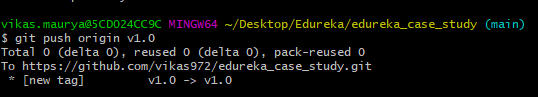 vikas.maurya@5CD024CC9C MINGW64 ~/Desktop/Edureka/edureka_case_study (main)
$ git push origin v1.0
Total 0 (delta 0), reused 0 (delta 0), pack-reused 0
To https://github.com/vikas972/edureka_case_study.git
 * [new tag]         v1.0 -> v1.0